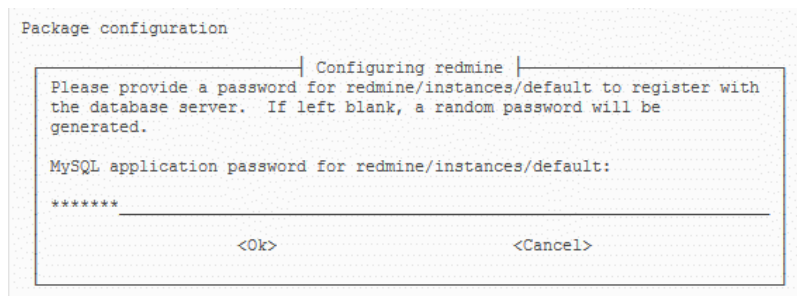 Package configuration
Configuring redmine
Please provide a password for redmine/instances/default to register with
the database server.  If left blank, a random password will be
generated.
MySQL application password for redmine/instances/default:
*******
<Ok> <Cancel>